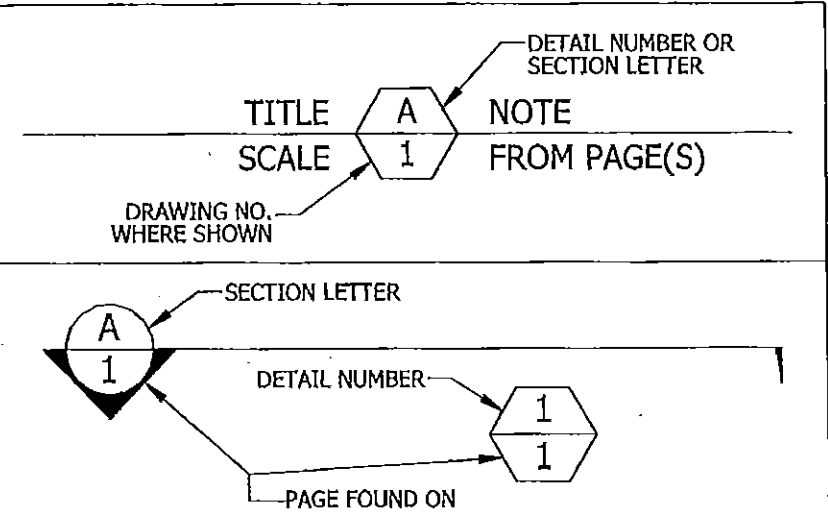 DETAIL NUMBER OR
SECTION LETTER
TITLE A NOTE
SCALE 1 FROM PAGE(S)
DRAWING NO.
WHERE SHOWN
SECTION LETTER
A
1
DETAIL NUMBER
1
1
PAGE FOUND ON